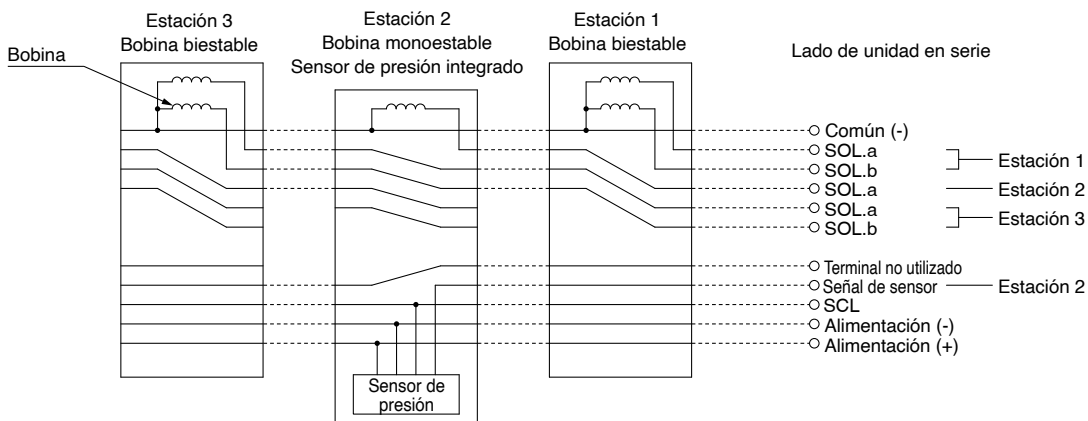 Estación 3
Bobina biestable
Estación 2
Bobina monoestable
Sensor de presión integrado
Estación 1
Bobina biestable
Lado de unidad en serie
Bobina
Común (-)
SOL.a
SOL.b
Estación 1
SOL.a
Estación 2
SOL.a
SOL.b
Estación 3
Terminal no utilizado
Señal de sensor
Estación 2
SCL
Alimentación (-)
Alimentación (+)
Sensor de
presión